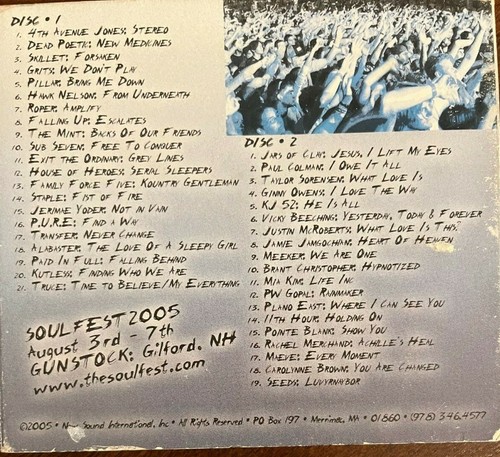 DISC • 1
1. 4th Avenue Jones: Stereo
2. Dead Poetic: New Medicines
3. Skillet: Forsaken
4. Grits: We Don't Play
5. Pillar: Bring Me Down
6. Hawk Nelson: From Underneath
7. Roper: Amplify
8. Falling Up: Escalates
9. The Mint: Backs Of Our Friends
10. Sub Seven: Free To Conquer
11. Exit the Ordinary: Grey Lines
12. House of Heroes: Serial Sleepers
13. Family Force Five: Kountry Gentleman
14. Staple: Fist of Fire
15. Jerimae Yoder: Not in Vain
16. P.U.R.E: Find a Way
17. Transfer: Never Change
18. Alabaster: The Love Of A Sleepy Girl
19. Paid In Full: Falling Behind
20. Kutless: Finding Who We Are
21. Truce: Time to Believe/My Everything
SOULFEST 2005
August 3rd - 7th
GUNSTOCK: Gilford, NH
www.thesoulfest.com
DISC • 2
1. Jars of Clay: Jesus, I Lift My Eyes
2. Paul Colman: I Owe It All
3. Taylor Sorensen: What Love Is
4. Ginny Owens: I Love The Way
5. KJ 52: He Is All
6. Vicky Beeching: Yesterday, Today & Forever
7. Justin McRoberts: What Love Is This
8. Jamie Jamgochian: Heart Of Heaven
9. Meeker: We Are One
10. Brant Christopher: Hypnotized
11. Mia Kim: Life Inc
12. PW Gopal: Rainmaker
13. Plano East: Where I Can See You
14. 11th Hour: Holding On
15. Pointe Blank: Show You
16. Rachel Merchand: Achille's Heal
17. Maeve: Every Moment
18. Carolynne Brown: You Are Changed
19. Seeds: Luvyrnaybor
©2005 • New Sound International, Inc • All Rights Reserved • PO Box 197 • Merrimac, MA • 01860 • (978) 346.4577